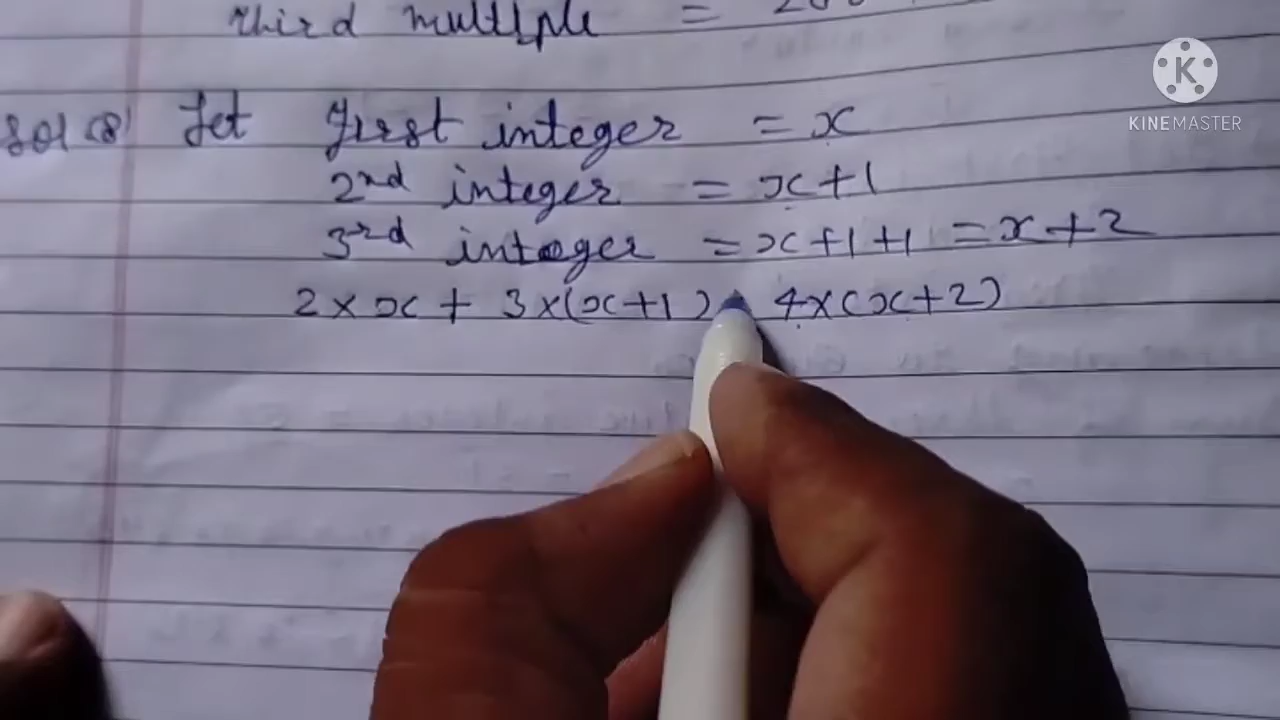 third multiple =
Sol (8) Let first integer = x
2nd integer = x+1
3rd integer = x+1+1 = x+2
2×x + 3×(x+1) 4×(x+2)
K
KINEMASTER